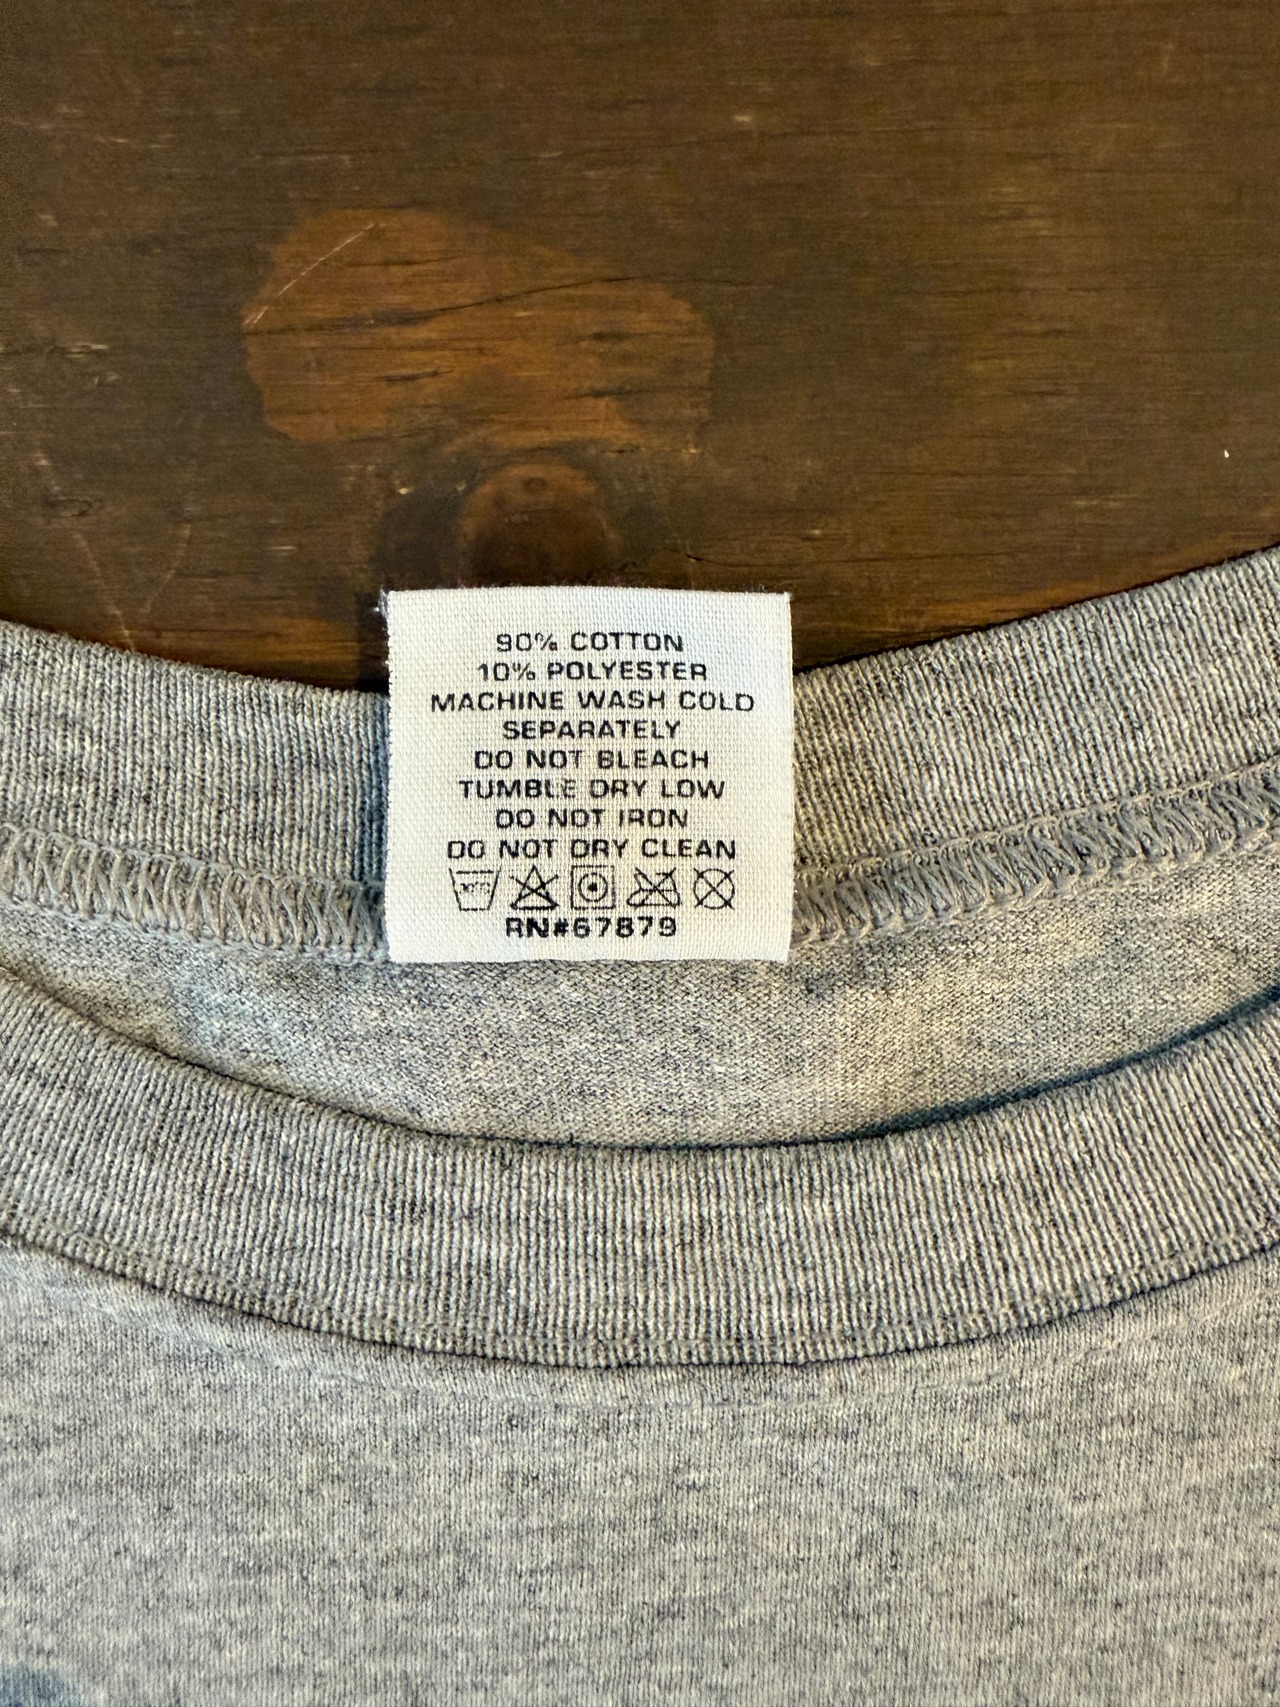 90% COTTON
10% POLYESTER
MACHINE WASH COLD
SEPARATELY
DO NOT BLEACH
TUMBLE DRY LOW
DO NOT IRON
DO NOT DRY CLEAN
RN#67879